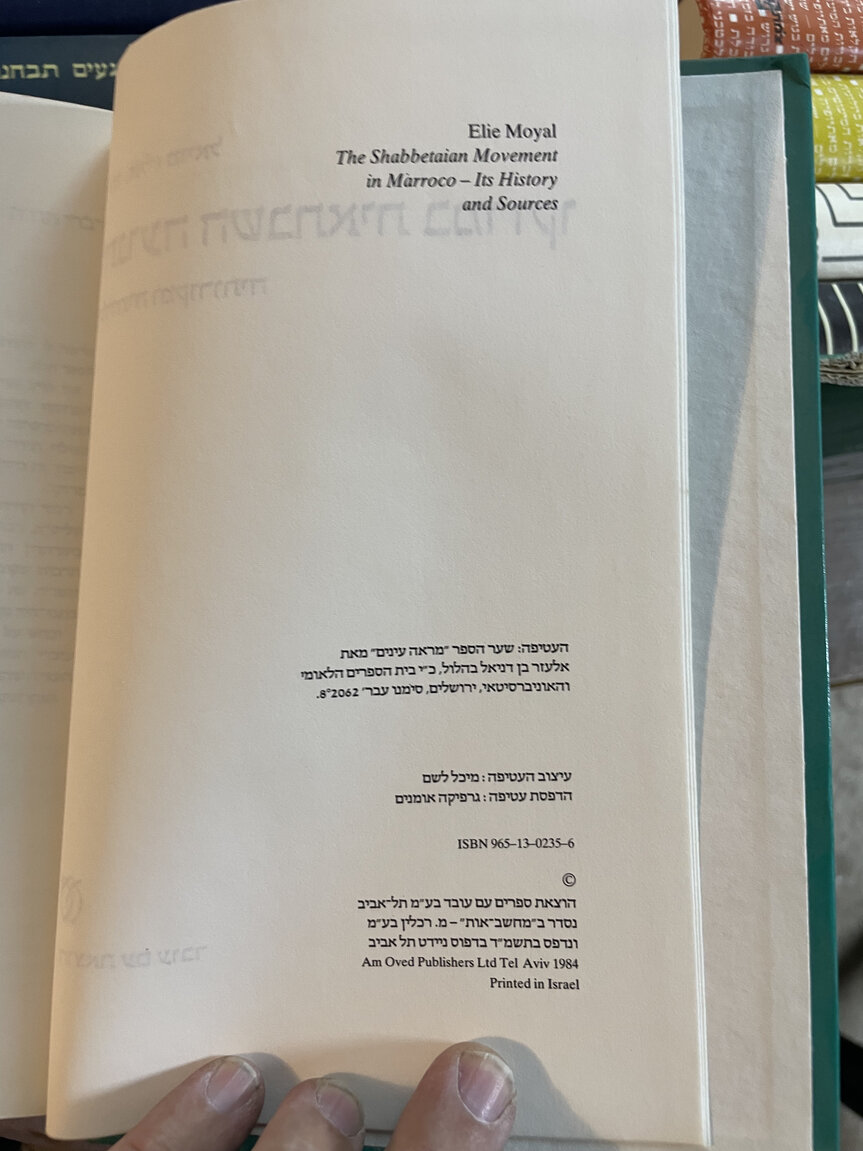 Elie Moyal
The Shabbetaian Movement
in Marroco – Its History
and Sources
העטיפה: שער הספר "מראה עינים" מאת
אלעזר בן דניאל בהלול, כ"י בית הספרים הלאומי
והאוניברסיטאי, ירושלים, סימנו עבר' 2062°8.
עיצוב העטיפה: מיכל לשם
הדפסת עטיפה: גרפיקה אומנים
ISBN 965–13–0235–6
©
הוצאת ספרים עם עובד בע"מ תל־אביב
נסדר ב"מחשב־אות" – מ. רכלין בע"מ
ונדפס בתשמ"ד בדפוס ניידט תל אביב
Am Oved Publishers Ltd Tel Aviv 1984
Printed in Israel